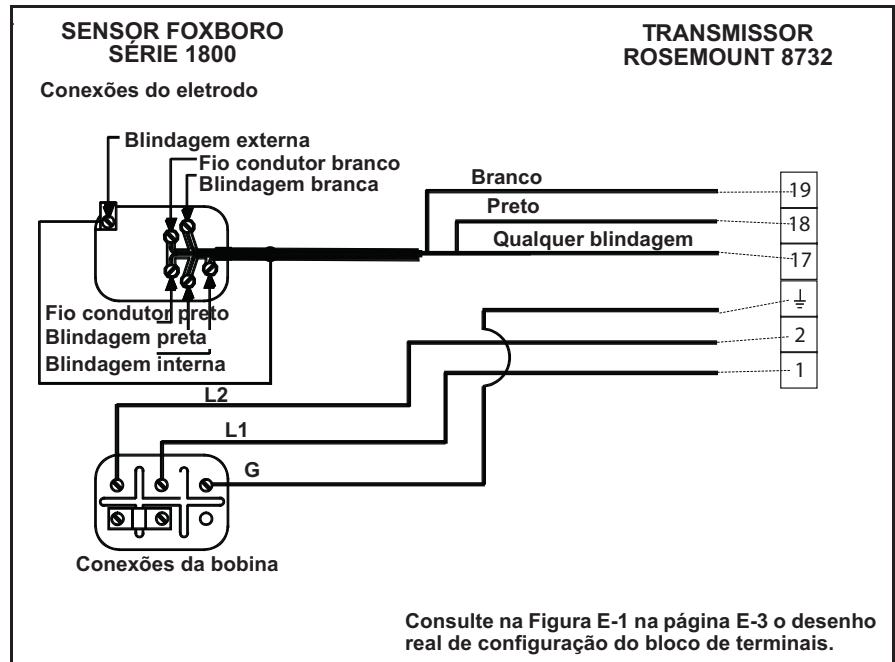 SENSOR FOXBORO
SÉRIE 1800
TRANSMISSOR
ROSEMOUNT 8732
Conexões do eletrodo
Blindagem externa
Fio condutor branco
Blindagem branca
Branco
19
Preto
18
Qualquer blindagem
17
Fio condutor preto
Blindagem preta
2
Blindagem interna
1
L2
L1
G
Conexões da bobina
Consulte na Figura E-1 na página E-3 o desenho
real de configuração do bloco de terminais.